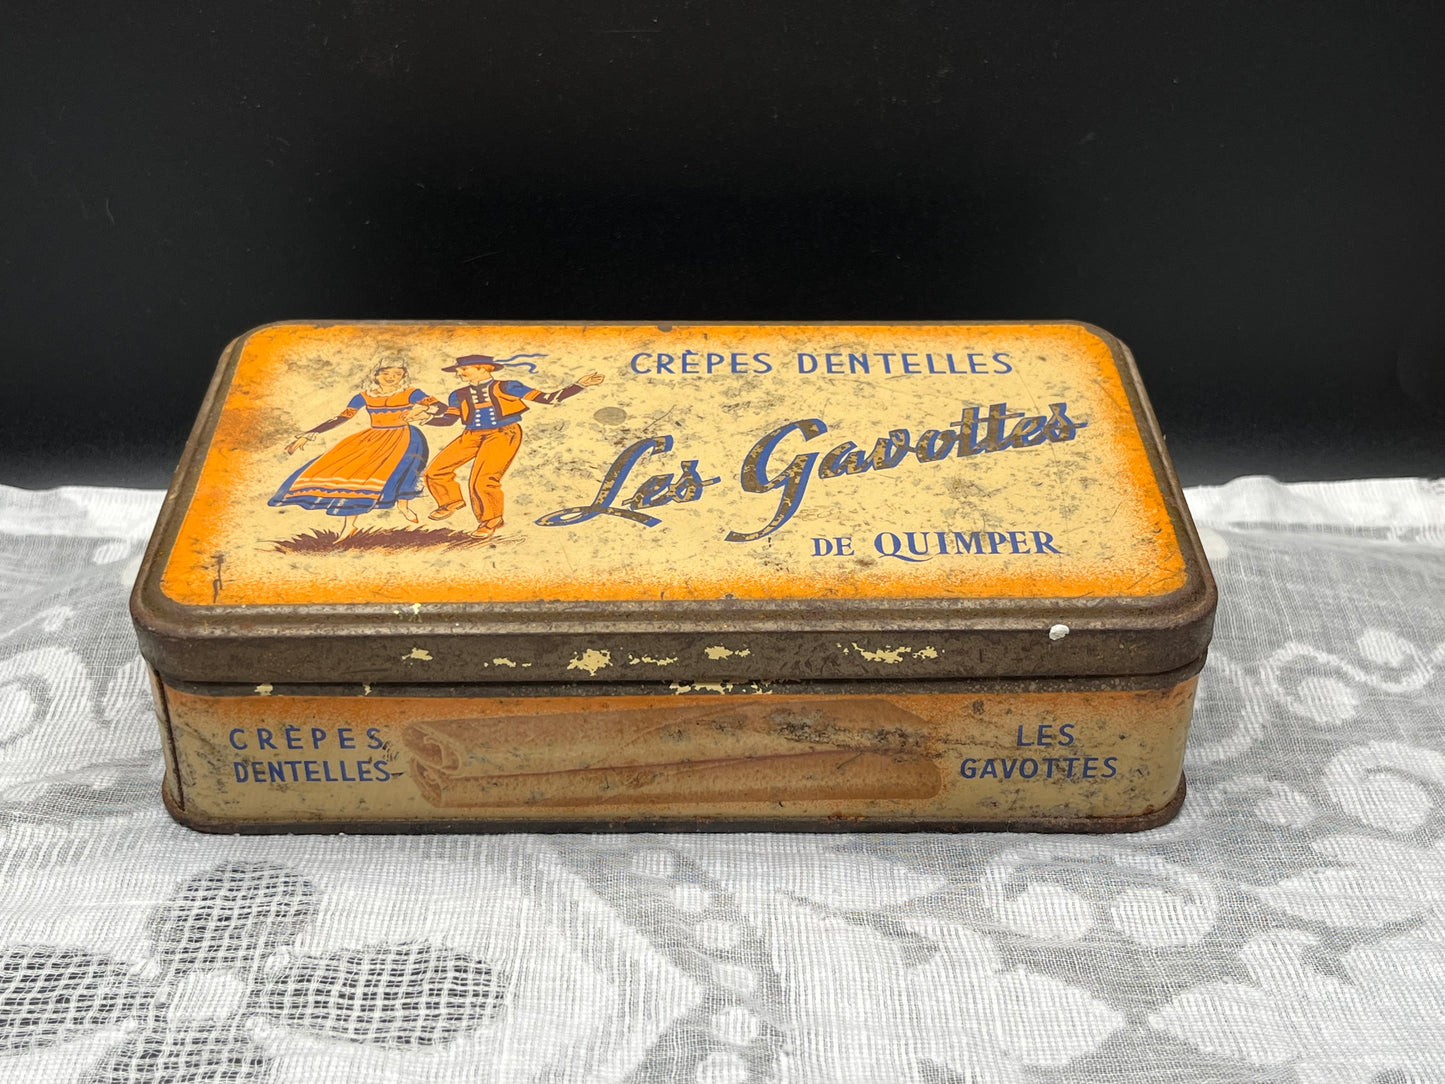 CRÊPES DENTELLES
Les Gavottes
DE QUIMPER
CRÊPES
DENTELLES
LES
GAVOTTES